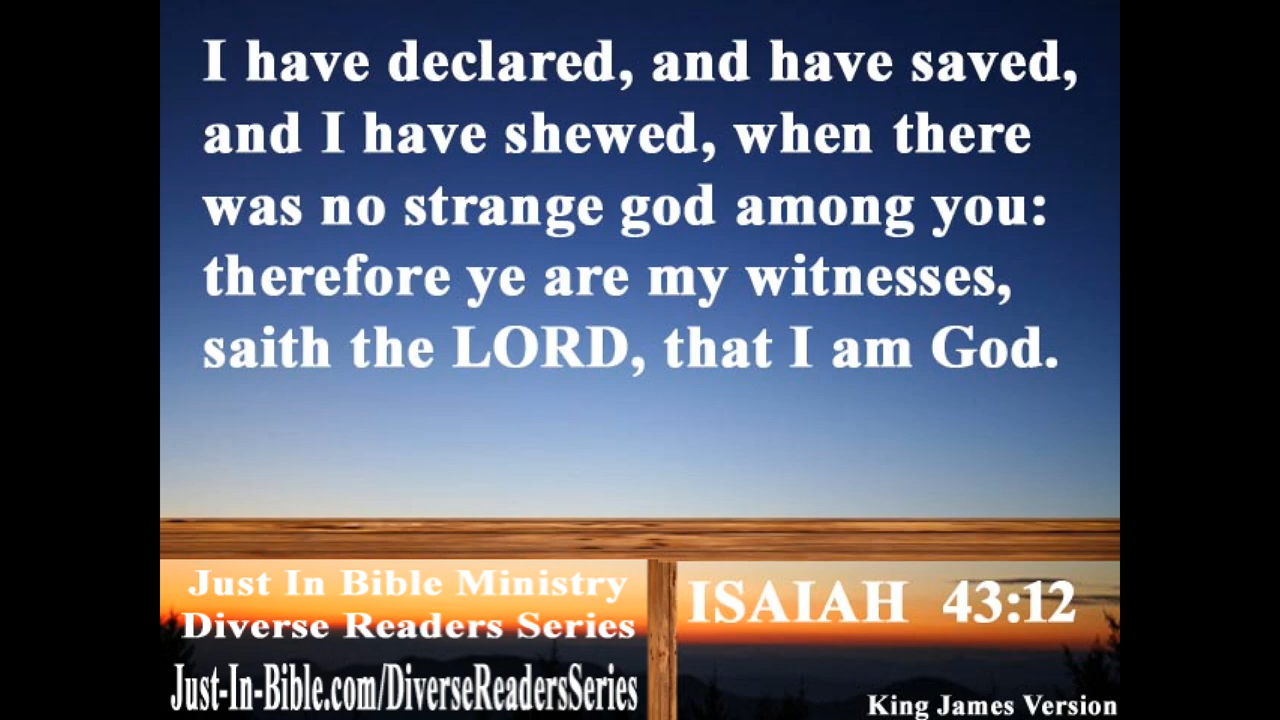 I have declared, and have saved,
and I have shewed, when there
was no strange god among you:
therefore ye are my witnesses,
saith the LORD, that I am God.
Just In Bible Ministry
Diverse Readers Series
Just-In-Bible.com/DiverseReadersSeries
ISAIAH 43:12
King James Version